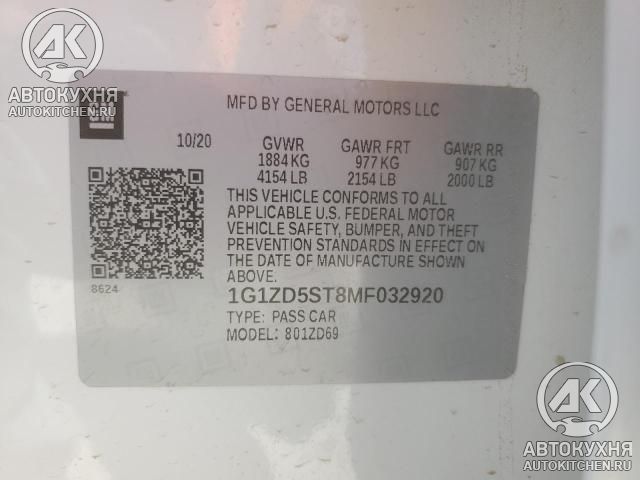 АВТОКУХНЯ
AUTOKITCHEN.RU
GM
MFD BY GENERAL MOTORS LLC
10/20 GVWR GAWR FRT GAWR RR
1884 KG 977 KG 907 KG
4154 LB 2154 LB 2000 LB
THIS VEHICLE CONFORMS TO ALL
APPLICABLE U.S. FEDERAL MOTOR
VEHICLE SAFETY, BUMPER, AND THEFT
PREVENTION STANDARDS IN EFFECT ON
THE DATE OF MANUFACTURE SHOWN
ABOVE.
8624
1G1ZD5ST8MF032920
TYPE: PASS CAR
MODEL: 801ZD69
АК
АВТОКУХНЯ
AUTOKITCHEN.RU